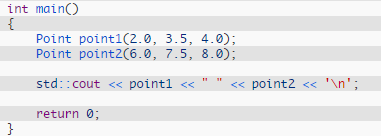 int main()
{
    Point point1(2.0, 3.5, 4.0);
    Point point2(6.0, 7.5, 8.0);
    std::cout << point1 << " " << point2 << '\n';
    return 0;
}